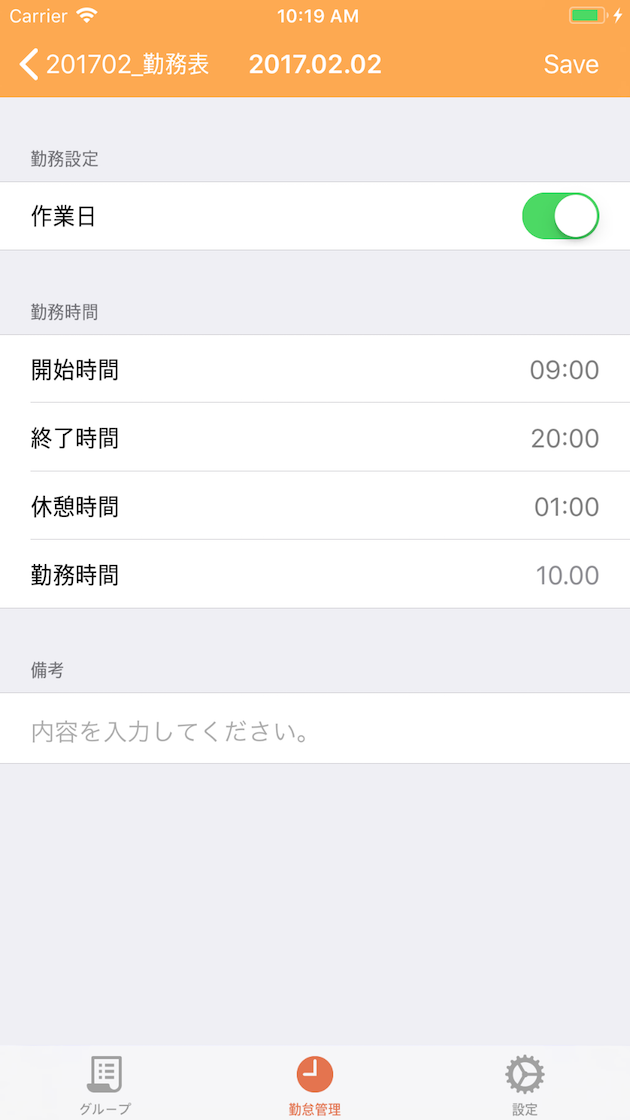 Carrier 10:19 AM
201702_勤務表 2017.02.02 Save
勤務設定
作業日
勤務時間
開始時間 09:00
終了時間 20:00
休憩時間 01:00
勤務時間 10.00
備考
内容を入力してください。
グループ 勤怠管理 設定